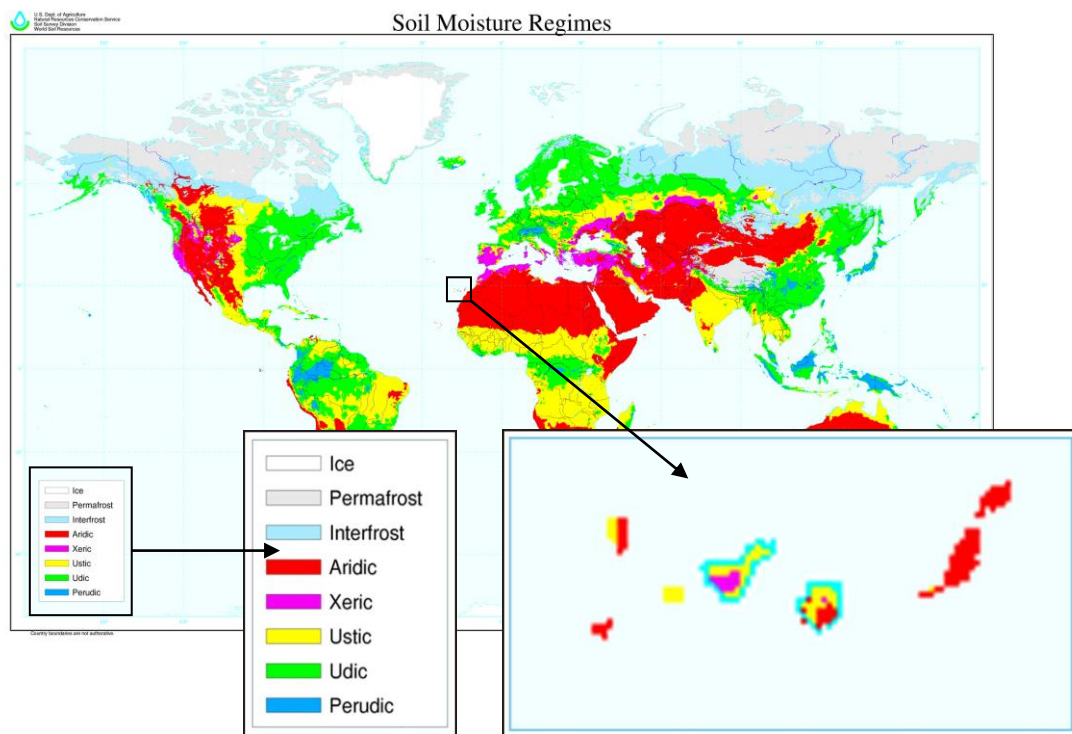 U.S. Dept. of Agriculture
Natural Resources Conservation Service
Soil Survey Division
World Soil Resources
Soil Moisture Regimes
Ice
Permafrost
Interfrost
Aridic
Xeric
Ustic
Udic
Perudic
Country boundaries are not authoritative.
Ice
Permafrost
Interfrost
Aridic
Xeric
Ustic
Udic
Perudic